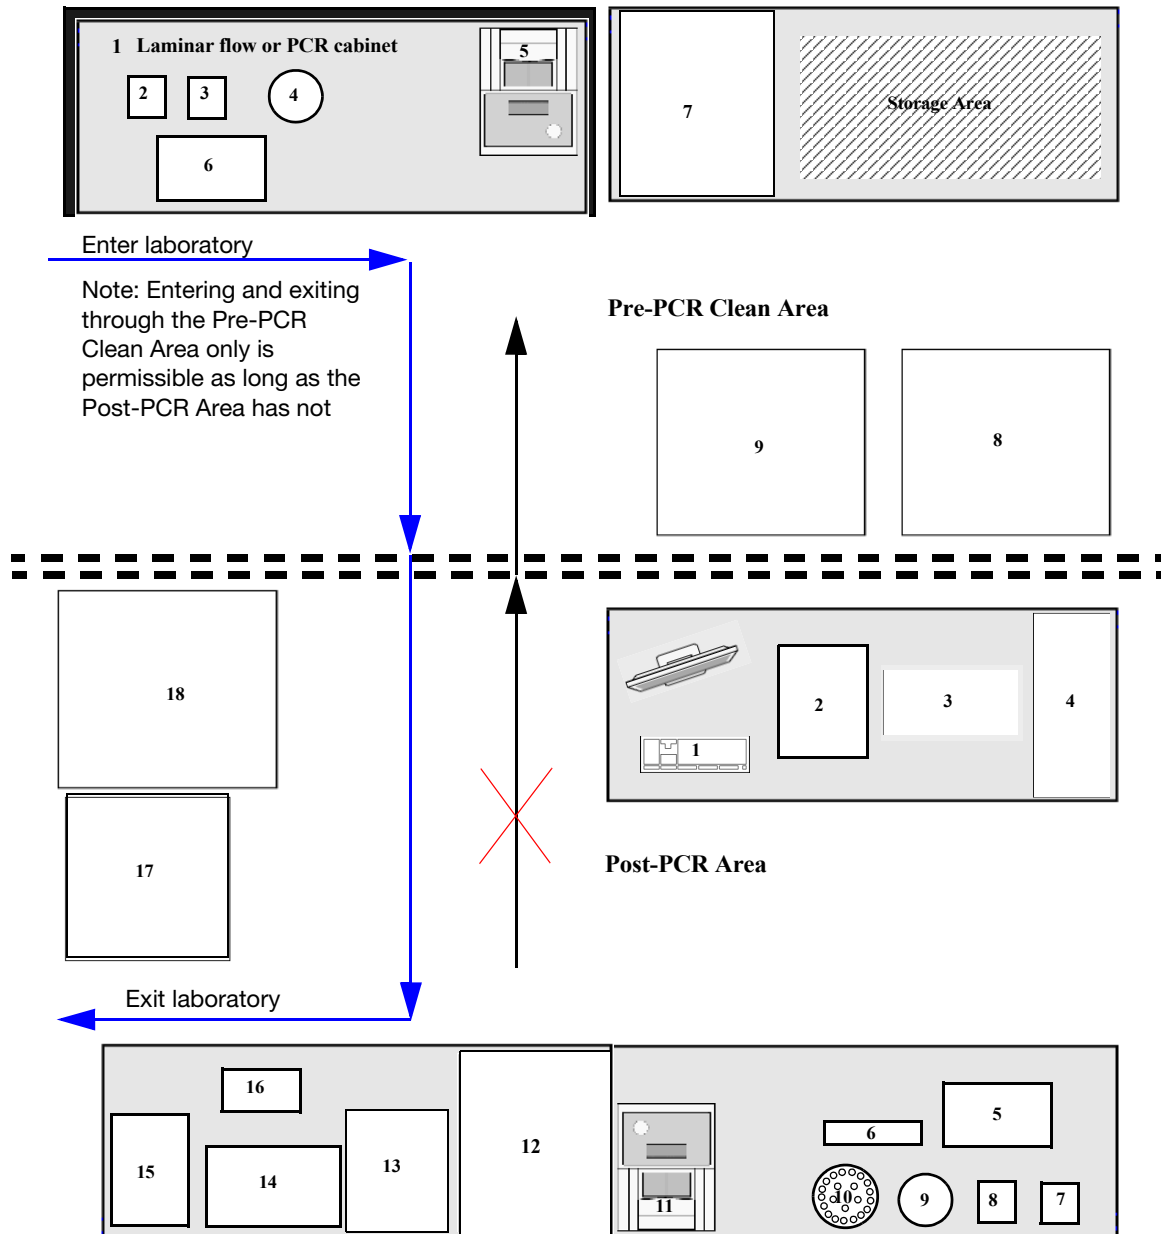 1 Laminar flow or PCR cabinet
5
2
3
4
6
7
Storage Area
Enter laboratory
Note: Entering and exiting
through the Pre-PCR
Clean Area only is
permissible as long as the
Post-PCR Area has not
Pre-PCR Clean Area
9
8
18
17
1
2
3
4
Post-PCR Area
Exit laboratory
16
15
14
13
12
11
5
6
10
9
8
7